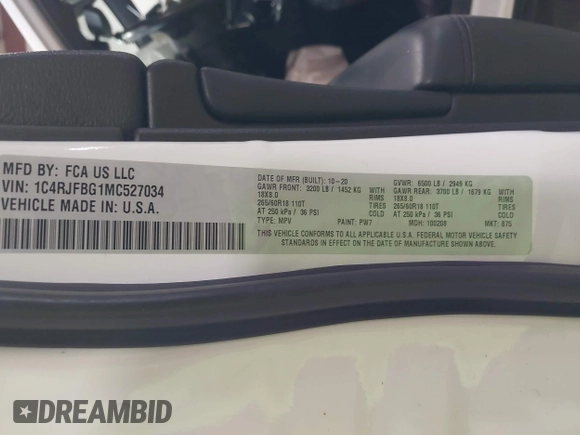 MFD BY: FCA US LLC
VIN: 1C4RJFBG1MC527034
VEHICLE MADE IN: U.S.A.
DATE OF MFR (BUILT): 10-20
GAWR FRONT: 3200 LB / 1452 KG WITH
18X8.0 RIMS
265/60R18 110T TIRES
AT 250 kPa / 36 PSI COLD
TYPE: MPV PAINT: PW7
GVWR: 6500 LB / 2949 KG
GAWR REAR: 3700 LB / 1679 KG WITH
18X8.0 RIMS
265/60R18 110T TIRES
AT 250 kPa / 36 PSI COLD
MDH: 100208 MKT: 875
THIS VEHICLE CONFORMS TO ALL APPLICABLE U.S.A. FEDERAL MOTOR VEHICLE SAFETY
STANDARDS IN EFFECT ON THE DATE OF MANUFACTURE SHOWN ABOVE.
DREAMBID